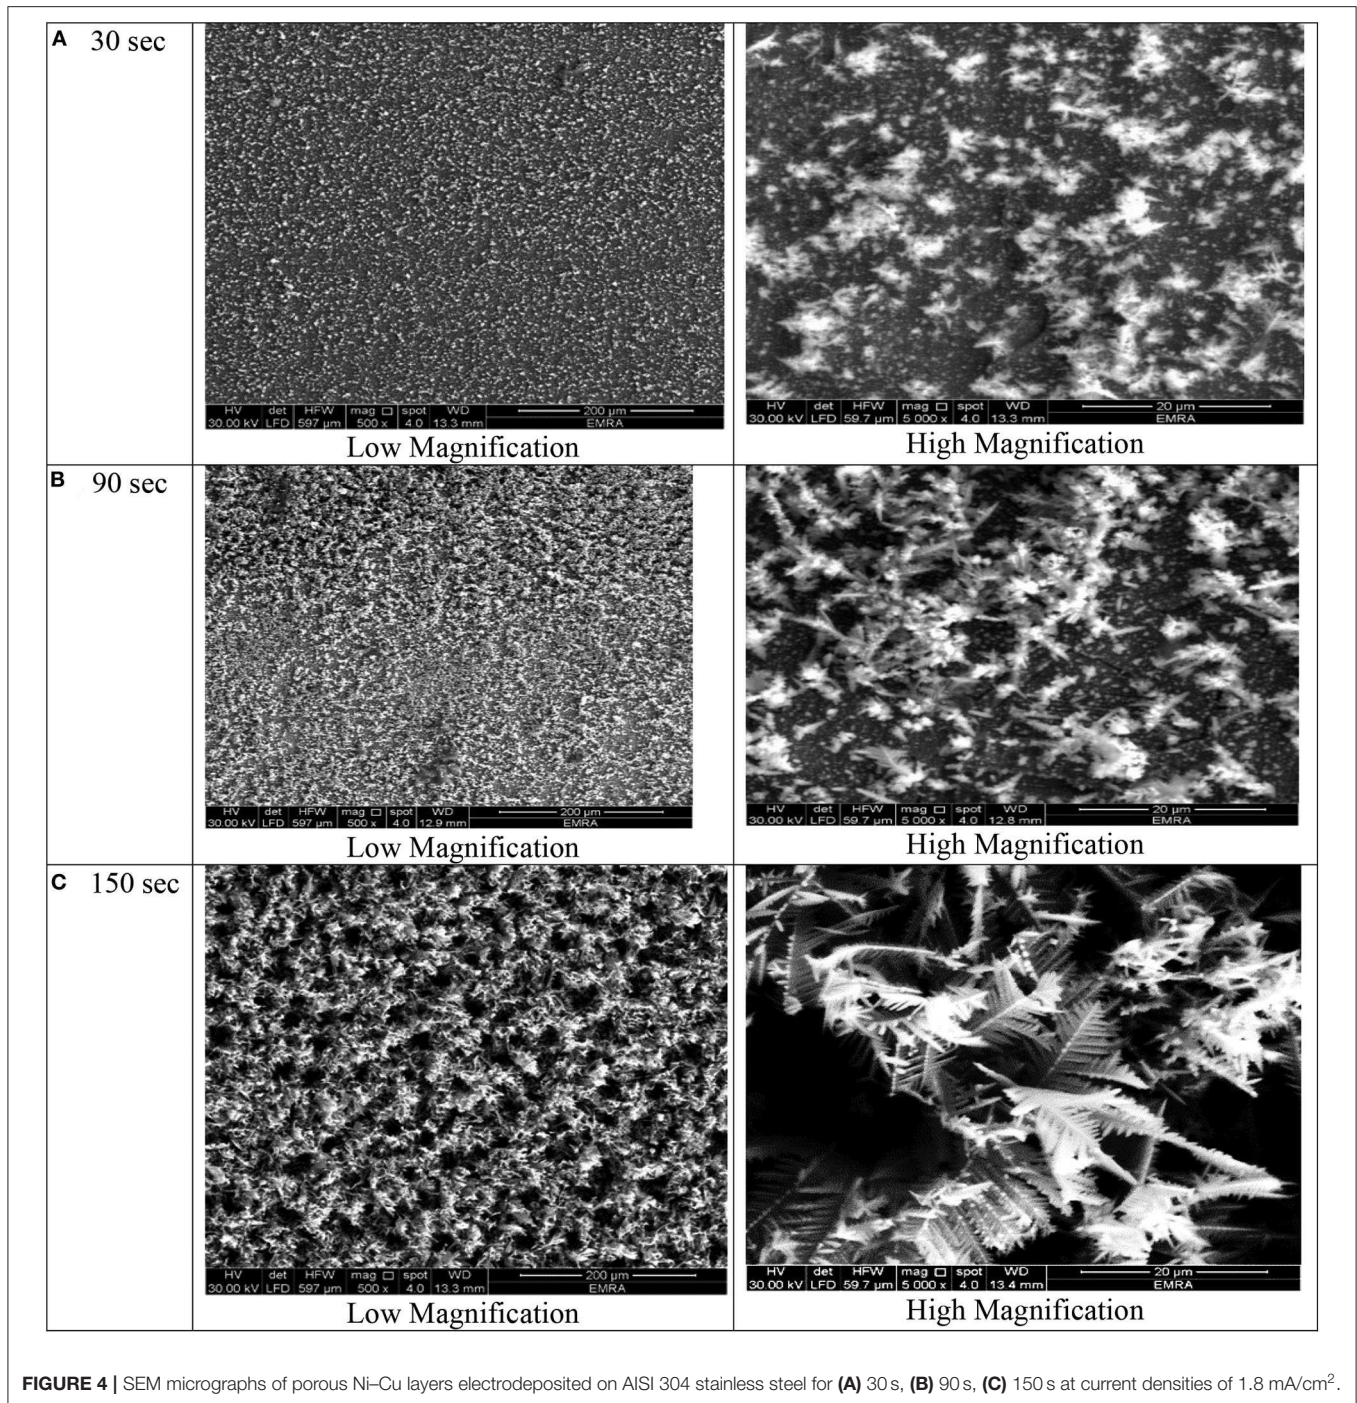 A 30 sec
HV det HFW mag spot WD 200 µm
30.00 kV LFD 597 µm 500 x 4.0 13.3 mm EMRA
Low Magnification
HV det HFW mag spot WD 20 µm
30.00 kV LFD 59.7 µm 5 000 x 4.0 13.3 mm EMRA
High Magnification
B 90 sec
HV det HFW mag spot WD 200 µm
30.00 kV LFD 597 µm 500 x 4.0 12.9 mm EMRA
Low Magnification
HV det HFW mag spot WD 20 µm
30.00 kV LFD 59.7 µm 5 000 x 4.0 12.8 mm EMRA
High Magnification
C 150 sec
HV det HFW mag spot WD 200 µm
30.00 kV LFD 597 µm 500 x 4.0 13.3 mm EMRA
Low Magnification
HV det HFW mag spot WD 20 µm
30.00 kV LFD 59.7 µm 5 000 x 4.0 13.4 mm EMRA
High Magnification
FIGURE 4 | SEM micrographs of porous Ni–Cu layers electrodeposited on AISI 304 stainless steel for (A) 30 s, (B) 90 s, (C) 150 s at current densities of 1.8 mA/cm².